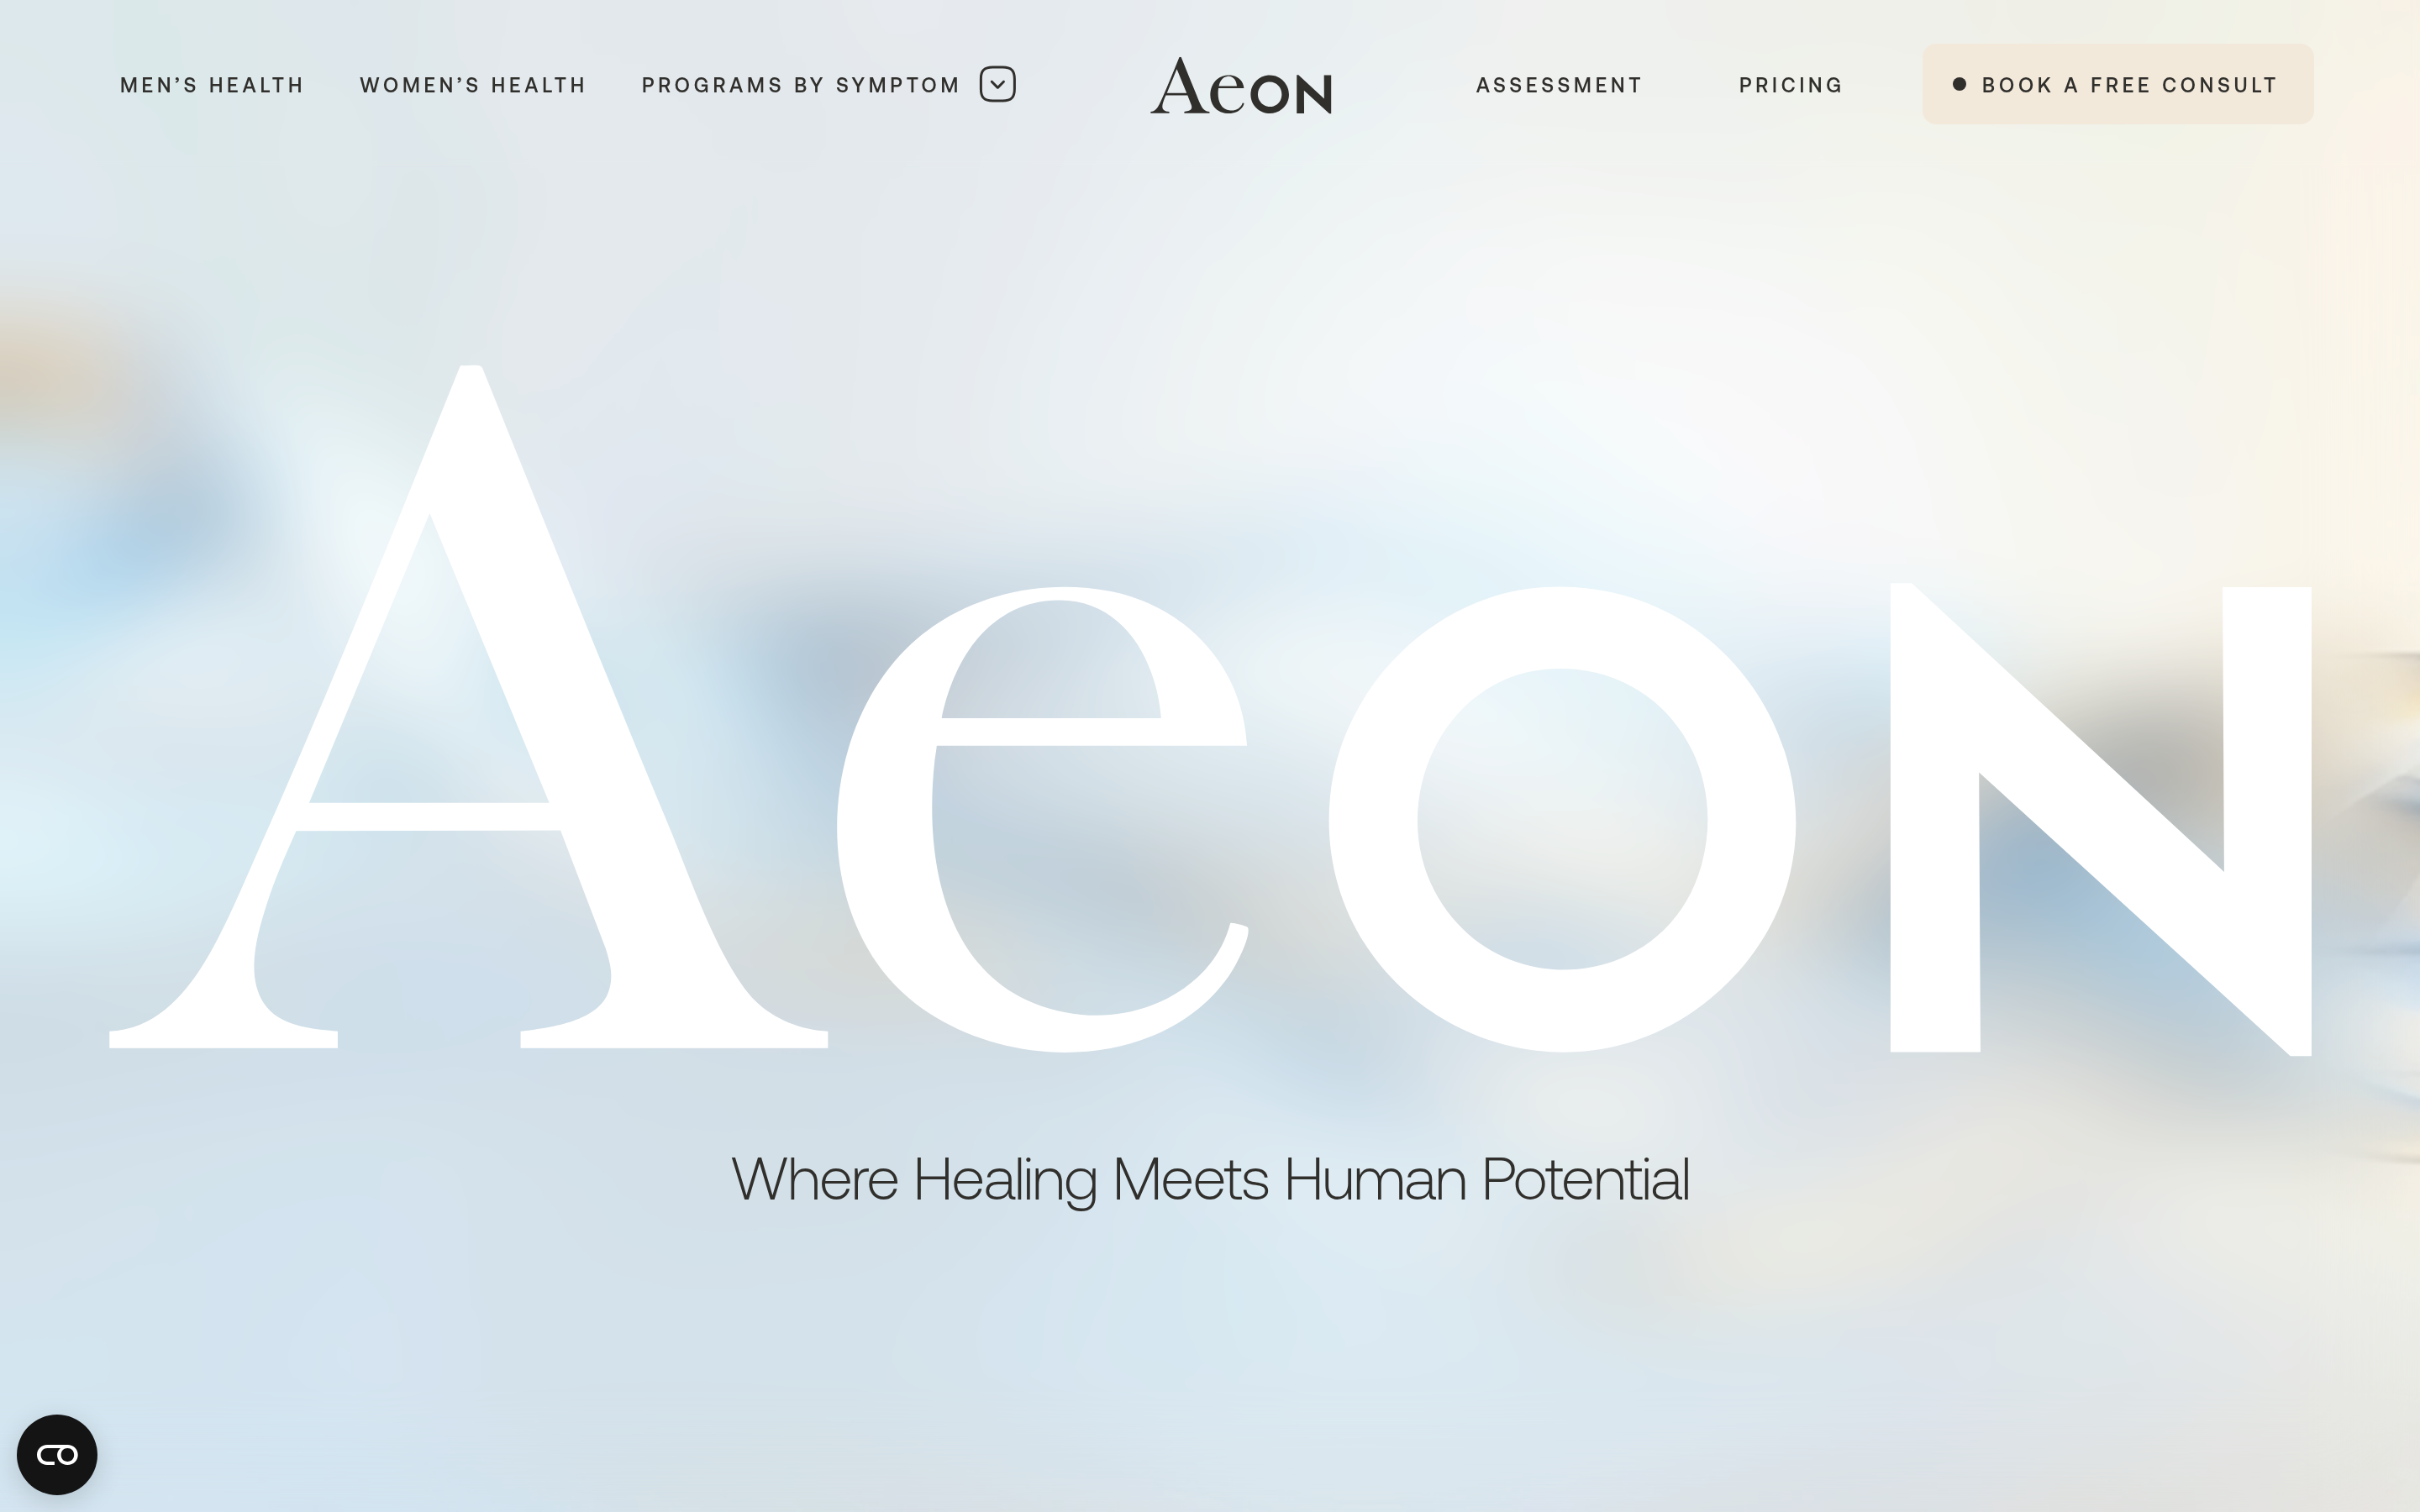 MEN’S HEALTH WOMEN’S HEALTH PROGRAMS BY SYMPTOM AeON ASSESSMENT PRICING BOOK A FREE CONSULT
AeON
Where Healing Meets Human Potential